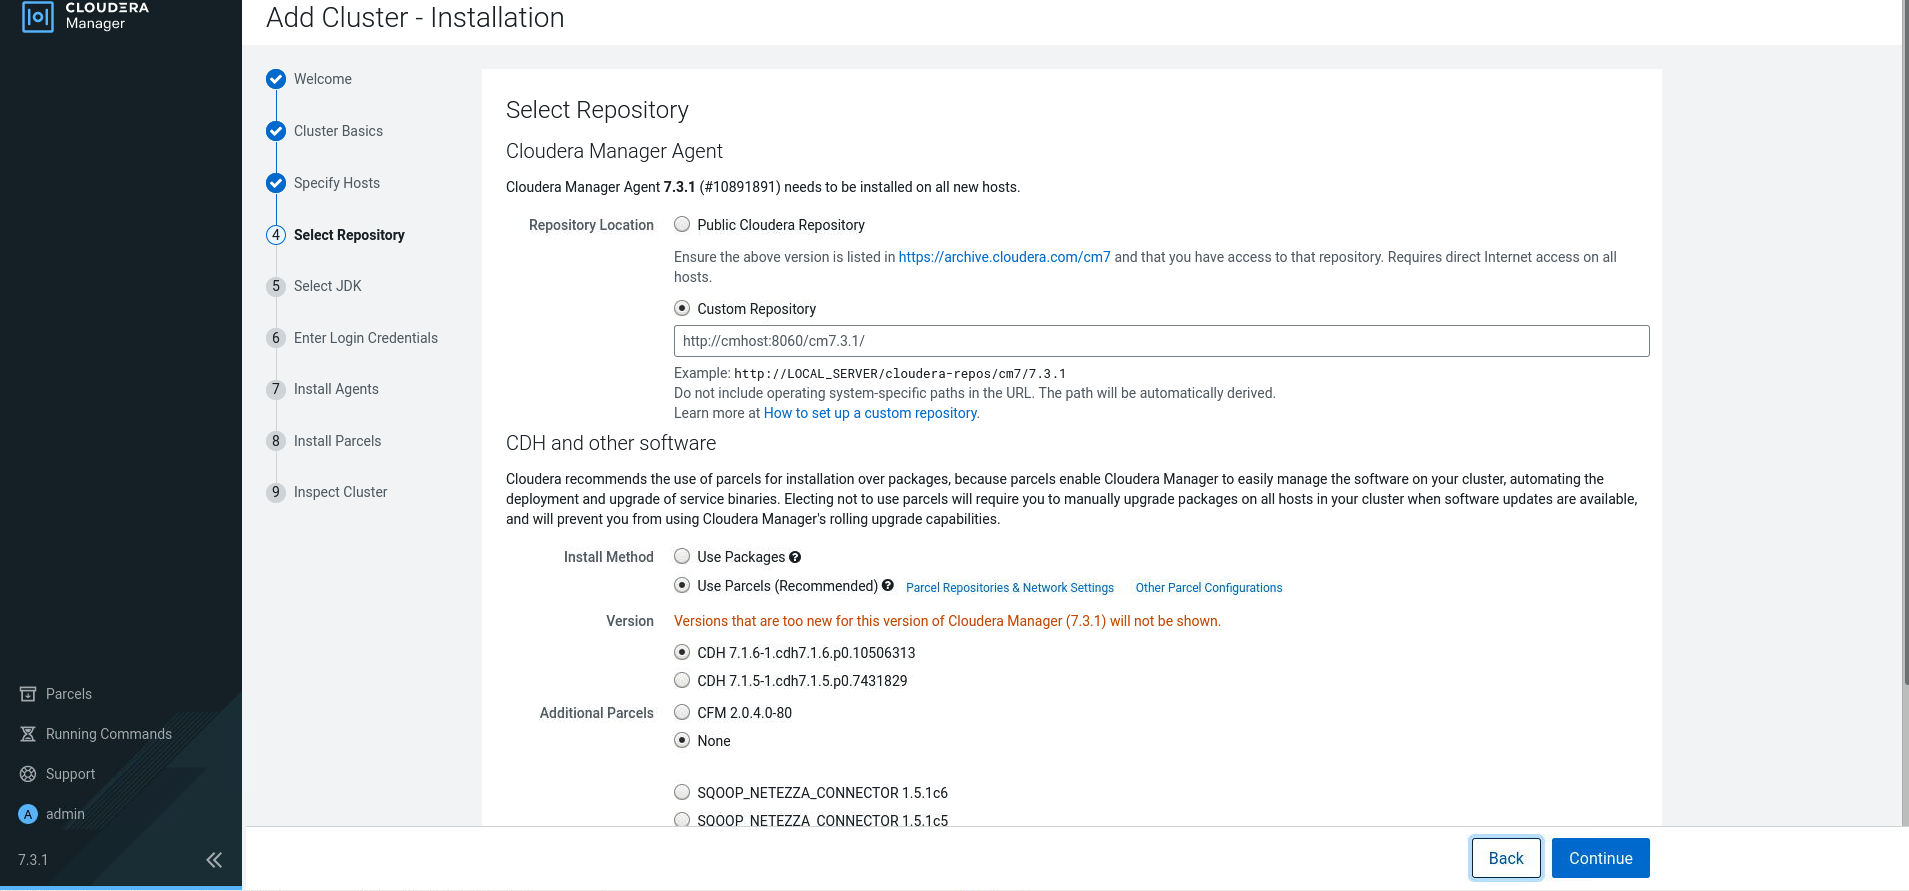 CLOUDERA
Manager
Add Cluster - Installation
Welcome
Cluster Basics
Specify Hosts
4 Select Repository
5 Select JDK
6 Enter Login Credentials
7 Install Agents
8 Install Parcels
9 Inspect Cluster
Parcels
Running Commands
Support
A admin
7.3.1
Select Repository
Cloudera Manager Agent
Cloudera Manager Agent 7.3.1 (#10891891) needs to be installed on all new hosts.
Repository Location
Public Cloudera Repository
Ensure the above version is listed in https://archive.cloudera.com/cm7 and that you have access to that repository. Requires direct Internet access on all
hosts.
Custom Repository
http://cmhost:8060/cm7.3.1/
Example: http://LOCAL_SERVER/cloudera-repos/cm7/7.3.1
Do not include operating system-specific paths in the URL. The path will be automatically derived.
Learn more at How to set up a custom repository.
CDH and other software
Cloudera recommends the use of parcels for installation over packages, because parcels enable Cloudera Manager to easily manage the software on your cluster, automating the
deployment and upgrade of service binaries. Electing not to use parcels will require you to manually upgrade packages on all hosts in your cluster when software updates are available,
and will prevent you from using Cloudera Manager's rolling upgrade capabilities.
Install Method
Use Packages ?
Use Parcels (Recommended) ? Parcel Repositories & Network Settings Other Parcel Configurations
Version
Versions that are too new for this version of Cloudera Manager (7.3.1) will not be shown.
CDH 7.1.6-1.cdh7.1.6.p0.10506313
CDH 7.1.5-1.cdh7.1.5.p0.7431829
Additional Parcels
CFM 2.0.4.0-80
None
SQOOP_NETEZZA_CONNECTOR 1.5.1c6
SQOOP_NETEZZA_CONNECTOR 1.5.1c5
Back
Continue